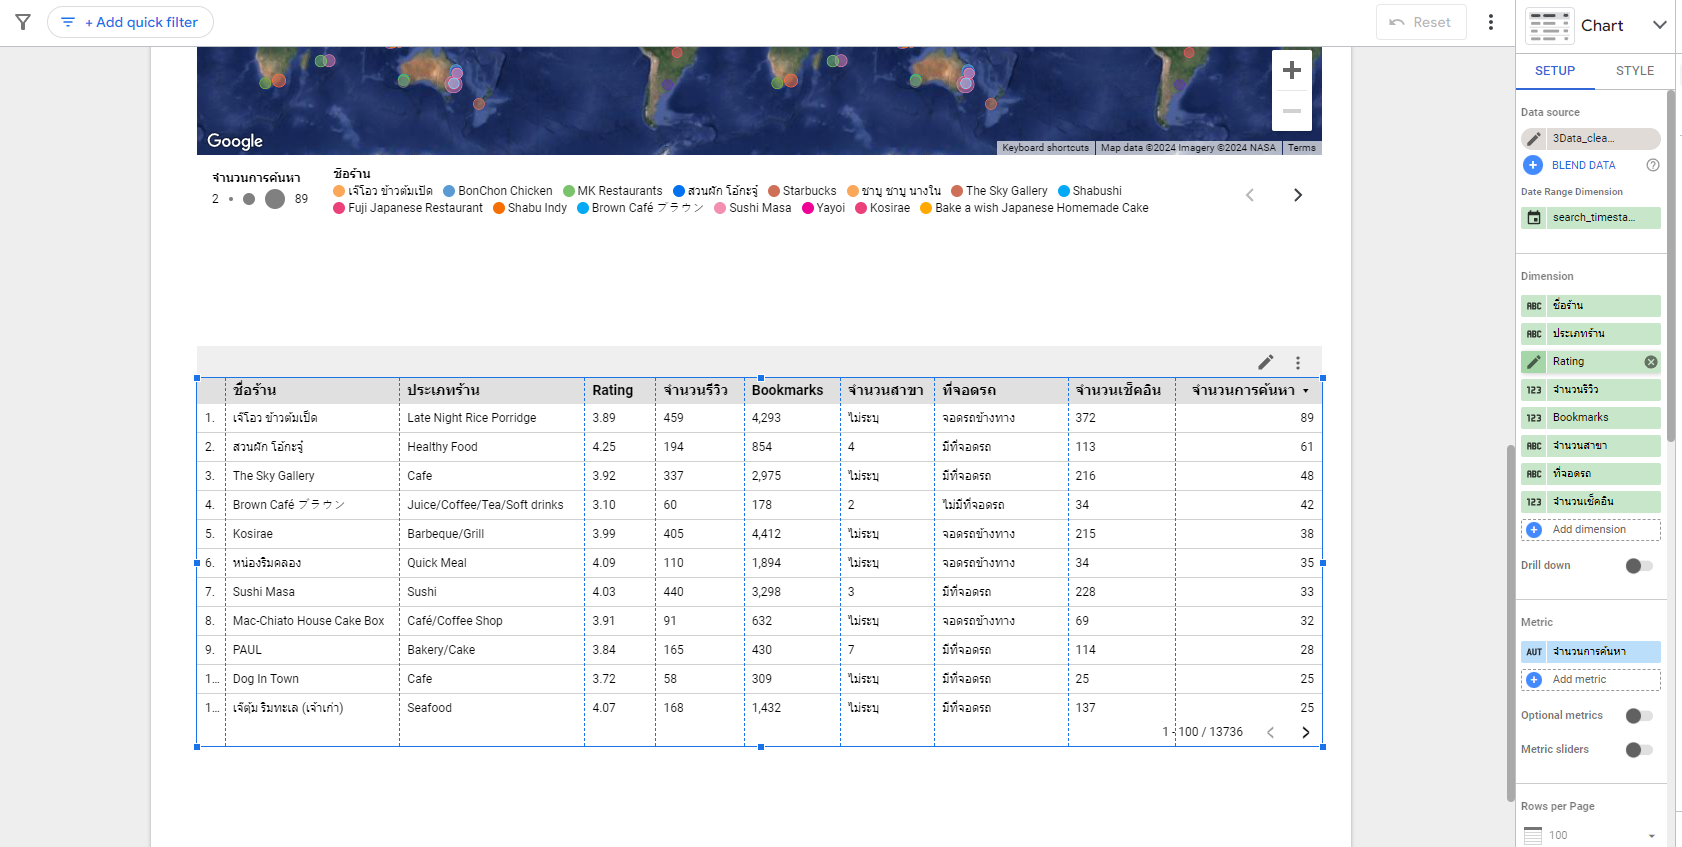 + Add quick filter
Reset
Chart
SETUP
STYLE
Google
Keyboard shortcuts
Map data ©2024 Imagery ©2024 NASA
Terms
จำนวนการค้นหา
2
89
ชื่อร้าน
เจ๊โอว ข้าวต้มเป็ด BonChon Chicken MK Restaurants สวนผัก โอ้กะจู๋ Starbucks ชาบู ชาบู นางใน The Sky Gallery Shabushi
Fuji Japanese Restaurant Shabu Indy Brown Café ブラウン Sushi Masa Yayoi Kosirae Bake a wish Japanese Homemade Cake
ชื่อร้าน ประเภทร้าน Rating จำนวนรีวิว Bookmarks จำนวนสาขา ที่จอดรถ จำนวนเช็คอิน จำนวนการค้นหา
1. เจ๊โอว ข้าวต้มเป็ด Late Night Rice Porridge 3.89 459 4,293 ไม่ระบุ จอดรถข้างทาง 372 89
2. สวนผัก โอ้กะจู๋ Healthy Food 4.25 194 854 4 มีที่จอดรถ 113 61
3. The Sky Gallery Cafe 3.92 337 2,975 ไม่ระบุ มีที่จอดรถ 216 48
4. Brown Café ブラウン Juice/Coffee/Tea/Soft drinks 3.10 60 178 2 ไม่มีที่จอดรถ 34 42
5. Kosirae Barbeque/Grill 3.99 405 4,412 ไม่ระบุ จอดรถข้างทาง 215 38
6. หน่องริมคลอง Quick Meal 4.09 110 1,894 ไม่ระบุ จอดรถข้างทาง 34 35
7. Sushi Masa Sushi 4.03 440 3,298 3 มีที่จอดรถ 228 33
8. Mac-Chiato House Cake Box Café/Coffee Shop 3.91 91 632 ไม่ระบุ จอดรถข้างทาง 69 32
9. PAUL Bakery/Cake 3.84 165 430 7 มีที่จอดรถ 114 28
1... Dog In Town Cafe 3.72 58 309 ไม่ระบุ มีที่จอดรถ 25 25
1... เจ๊ตุ้ม ริมทะเล (เจ้าเก่า) Seafood 4.07 168 1,432 ไม่ระบุ มีที่จอดรถ 137 25
1 - 100 / 13736
Data source
3Data_clea...
BLEND DATA
Date Range Dimension
search_timesta...
Dimension
ABC ชื่อร้าน
ABC ประเภทร้าน
Rating
123 จำนวนรีวิว
123 Bookmarks
ABC จำนวนสาขา
ABC ที่จอดรถ
123 จำนวนเช็คอิน
Add dimension
Drill down
Metric
AUT จำนวนการค้นหา
Add metric
Optional metrics
Metric sliders
Rows per Page
100